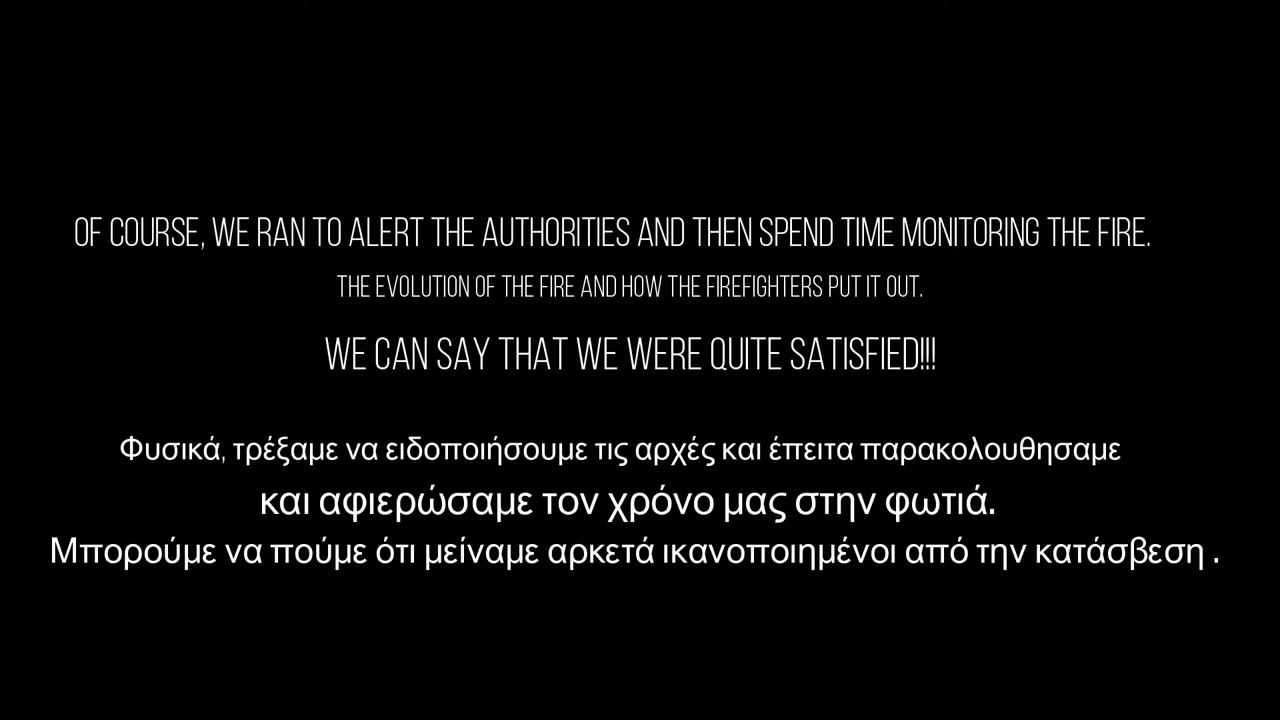 OF COURSE, WE RAN TO ALERT THE AUTHORITIES AND THEN SPEND TIME MONITORING THE FIRE.
THE EVOLUTION OF THE FIRE AND HOW THE FIREFIGHTERS PUT IT OUT.
WE CAN SAY THAT WE WERE QUITE SATISFIED!!!
Φυσικά, τρέξαμε να ειδοποιήσουμε τις αρχές και έπειτα παρακολουθησαμε
και αφιερώσαμε τον χρόνο μας στην φωτιά.
Μπορούμε να πούμε ότι μείναμε αρκετά ικανοποιημένοι από την κατάσβεση .